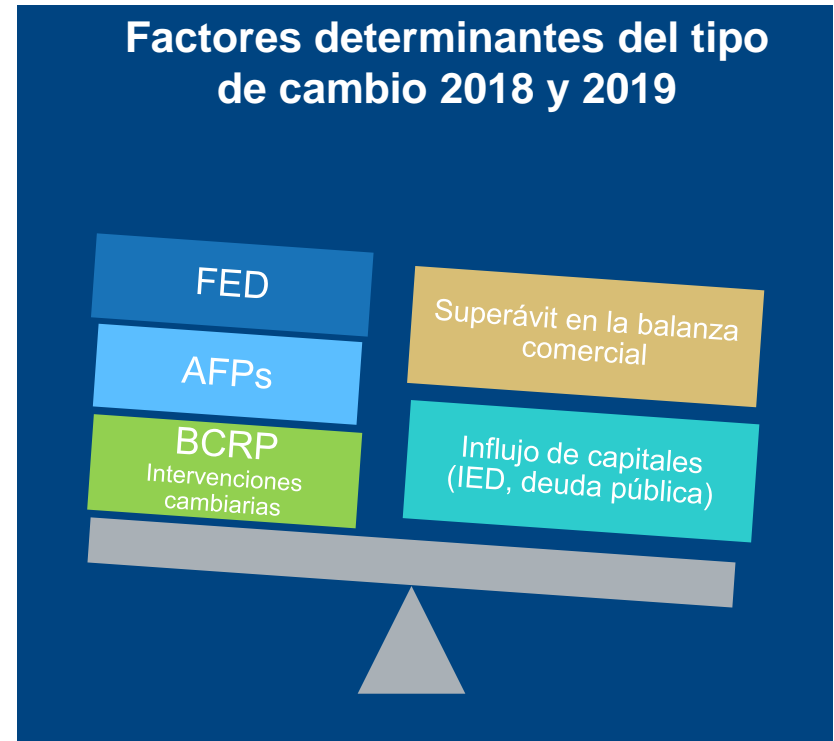 Factores determinantes del tipo
de cambio 2018 y 2019
FED
AFPs
BCRP
Intervenciones
cambiarias
Superávit en la balanza
comercial
Influjo de capitales
(IED, deuda pública)